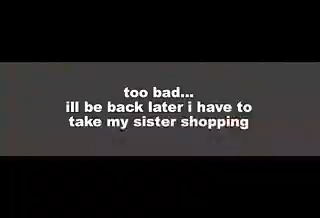 too bad...
ill be back later i have to
take my sister shopping